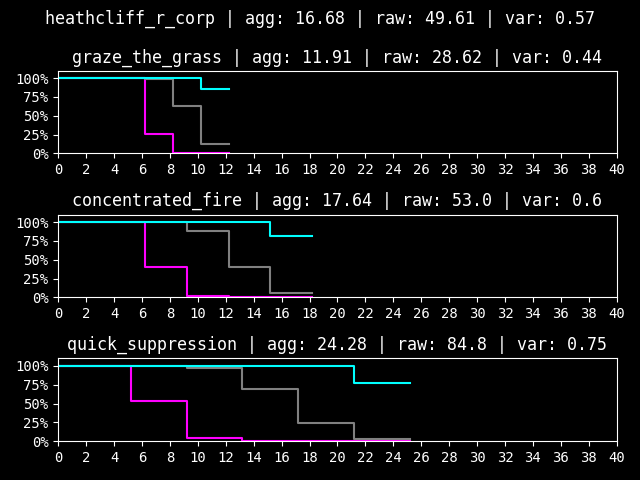 heathcliff_r_corp | agg: 16.68 | raw: 49.61 | var: 0.57
graze_the_grass | agg: 11.91 | raw: 28.62 | var: 0.44
100%
75%
50%
25%
0%
0 2 4 6 8 10 12 14 16 18 20 22 24 26 28 30 32 34 36 38 40
concentrated_fire | agg: 17.64 | raw: 53.0 | var: 0.6
100%
75%
50%
25%
0%
0 2 4 6 8 10 12 14 16 18 20 22 24 26 28 30 32 34 36 38 40
quick_suppression | agg: 24.28 | raw: 84.8 | var: 0.75
100%
75%
50%
25%
0%
0 2 4 6 8 10 12 14 16 18 20 22 24 26 28 30 32 34 36 38 40